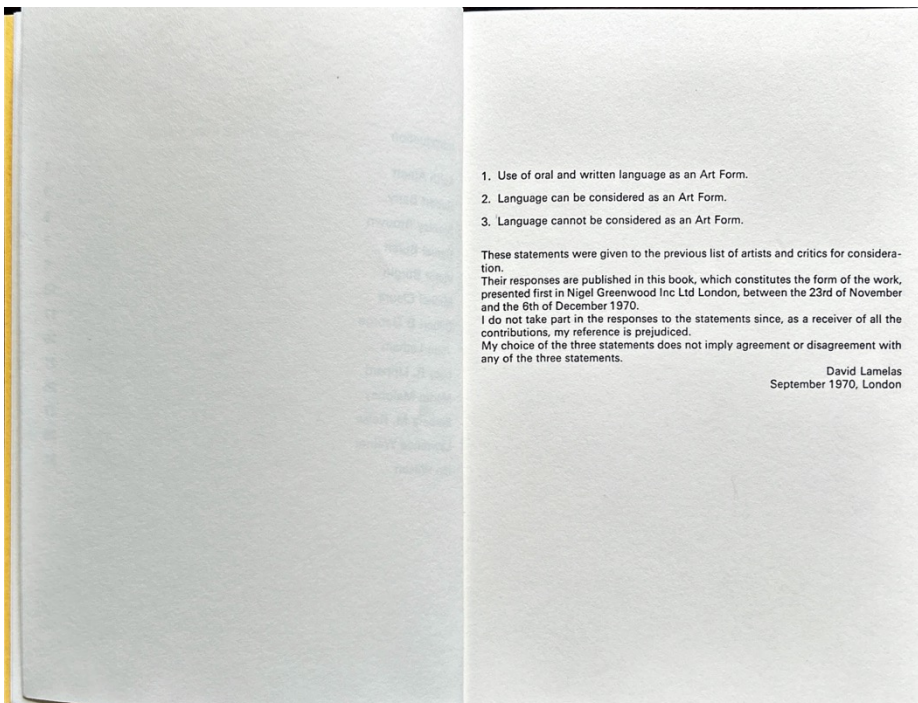 1. Use of oral and written language as an Art Form.
2. Language can be considered as an Art Form.
3. Language cannot be considered as an Art Form.
These statements were given to the previous list of artists and critics for considera-
tion.
Their responses are published in this book, which constitutes the form of the work,
presented first in Nigel Greenwood Inc Ltd London, between the 23rd of November
and the 6th of December 1970.
I do not take part in the responses to the statements since, as a receiver of all the
contributions, my reference is prejudiced.
My choice of the three statements does not imply agreement or disagreement with
any of the three statements.
David Lamelas
September 1970, London